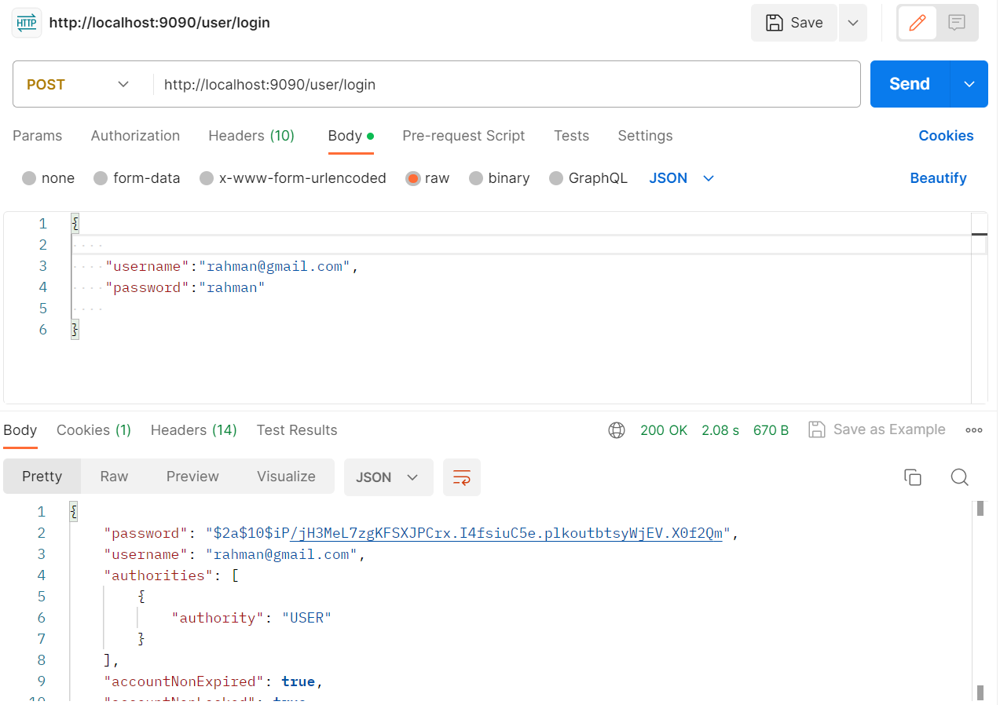 HTTP http://localhost:9090/user/login Save
POST http://localhost:9090/user/login Send
Params Authorization Headers (10) Body Pre-request Script Tests Settings Cookies
none form-data x-www-form-urlencoded raw binary GraphQL JSON Beautify
1 {
2
3 "username":"rahman@gmail.com",
4 "password":"rahman"
5
6 }
Body Cookies (1) Headers (14) Test Results 200 OK 2.08 s 670 B Save as Example
Pretty Raw Preview Visualize JSON
1 {
2 "password": "$2a$10$iP/jH3MeL7zgKFSXJPCrx.I4fsiuC5e.plkoutbtsyWjEV.X0f2Qm",
3 "username": "rahman@gmail.com",
4 "authorities": [
5 {
6 "authority": "USER"
7 }
8 ],
9 "accountNonExpired": true,
10 "accountNonLocked": true